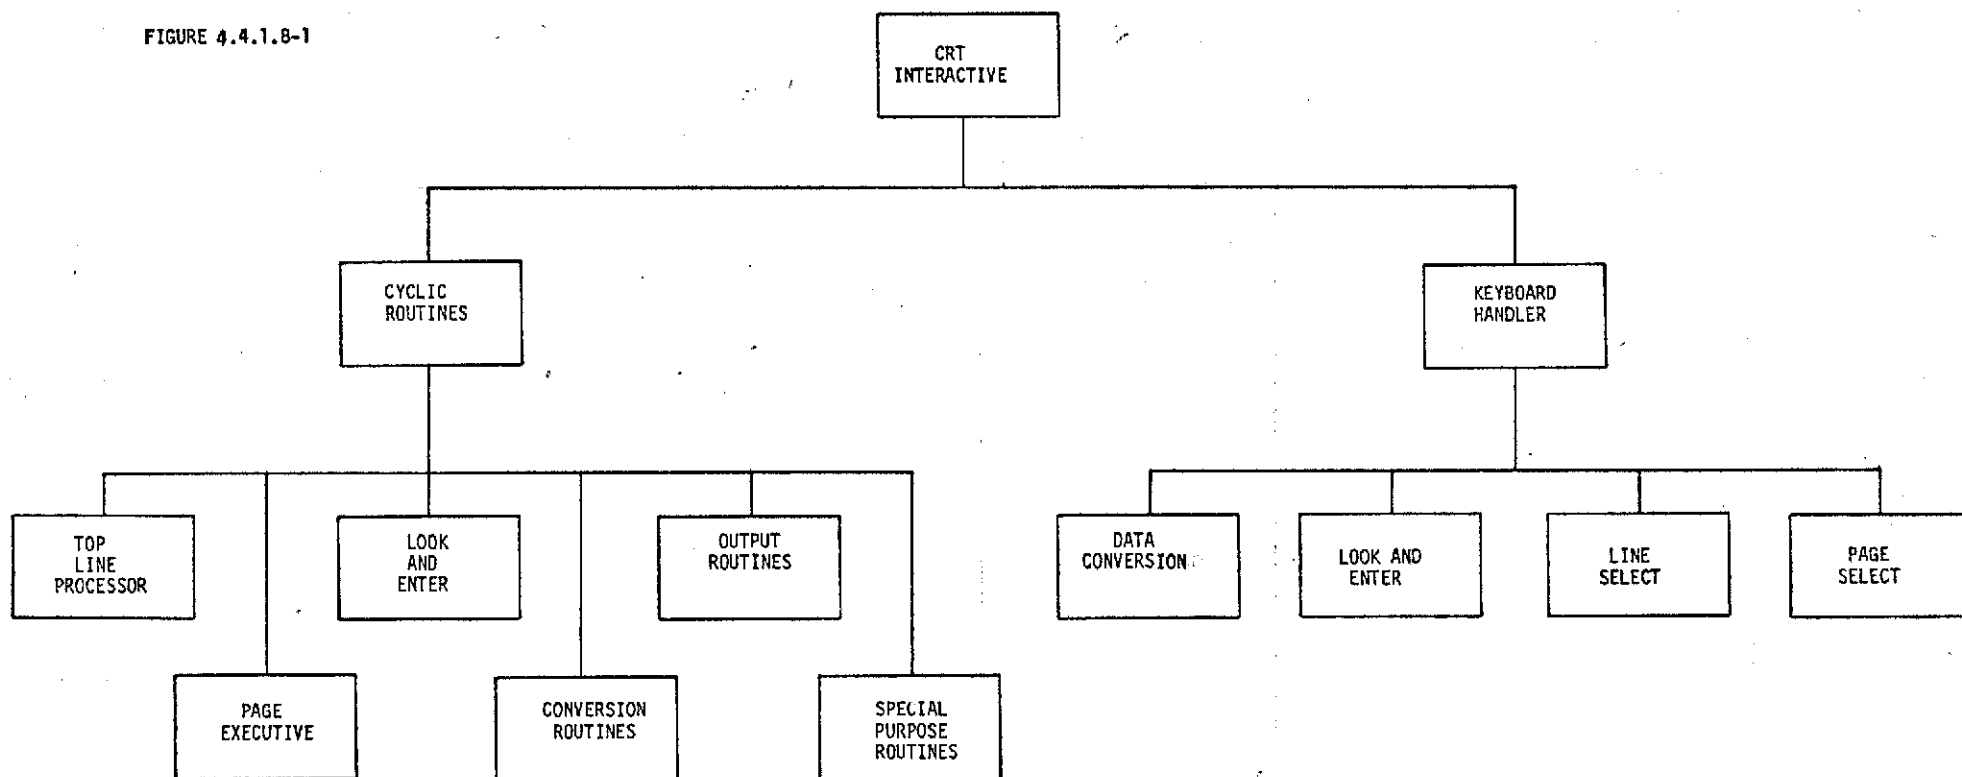 FIGURE 4.4.1.8-1
CRT
INTERACTIVE
CYCLIC
ROUTINES
KEYBOARD
HANDLER
TOP
LINE
PROCESSOR
LOOK
AND
ENTER
OUTPUT
ROUTINES
DATA
CONVERSION
LOOK AND
ENTER
LINE
SELECT
PAGE
SELECT
PAGE
EXECUTIVE
CONVERSION
ROUTINES
SPECIAL
PURPOSE
ROUTINES